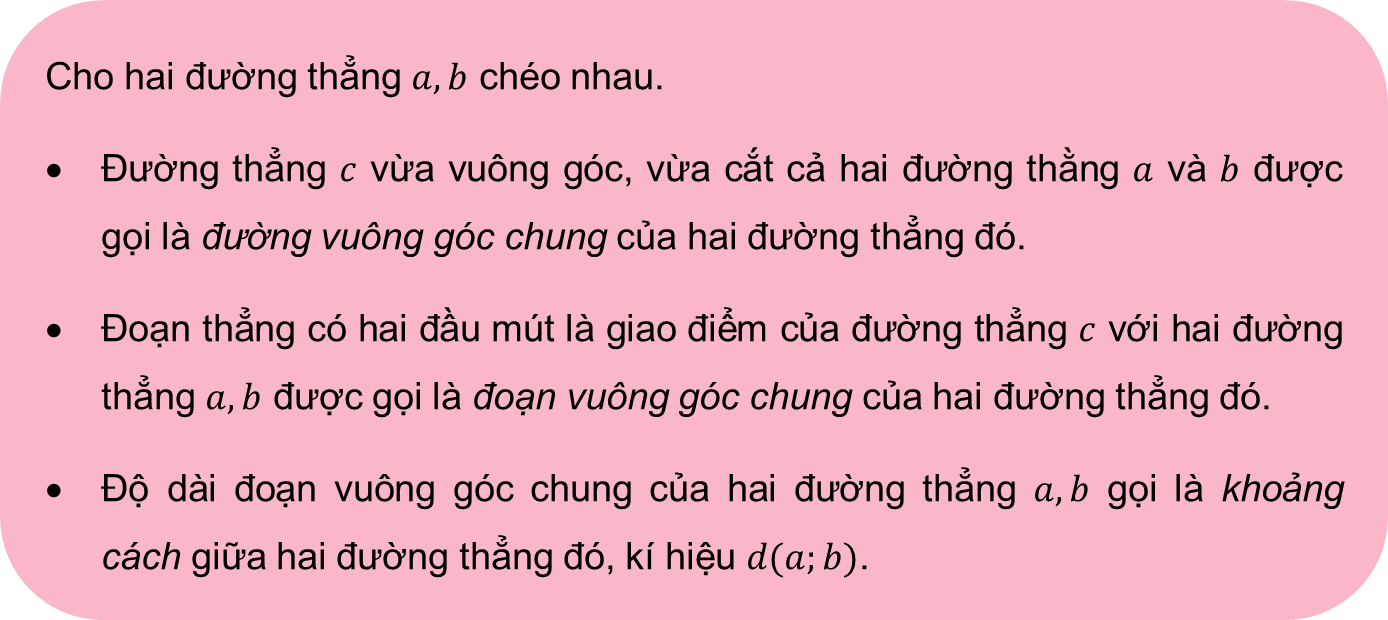 Cho hai đường thẳng a, b chéo nhau.
• Đường thẳng c vừa vuông góc, vừa cắt cả hai đường thằng a và b được
gọi là đường vuông góc chung của hai đường thẳng đó.
• Đoạn thẳng có hai đầu mút là giao điểm của đường thẳng c với hai đường
thẳng a, b được gọi là đoạn vuông góc chung của hai đường thẳng đó.
• Độ dài đoạn vuông góc chung của hai đường thẳng a, b gọi là khoảng
cách giữa hai đường thẳng đó, kí hiệu d(a; b).